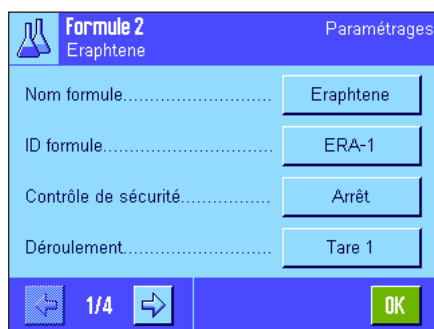 Formule 2
Paramétrages
Eraphtene
Nom formule........................... Eraphtene
ID formule.............................. ERA-1
Contrôle de sécurité................ Arrêt
Déroulement........................... Tare 1
1/4
OK